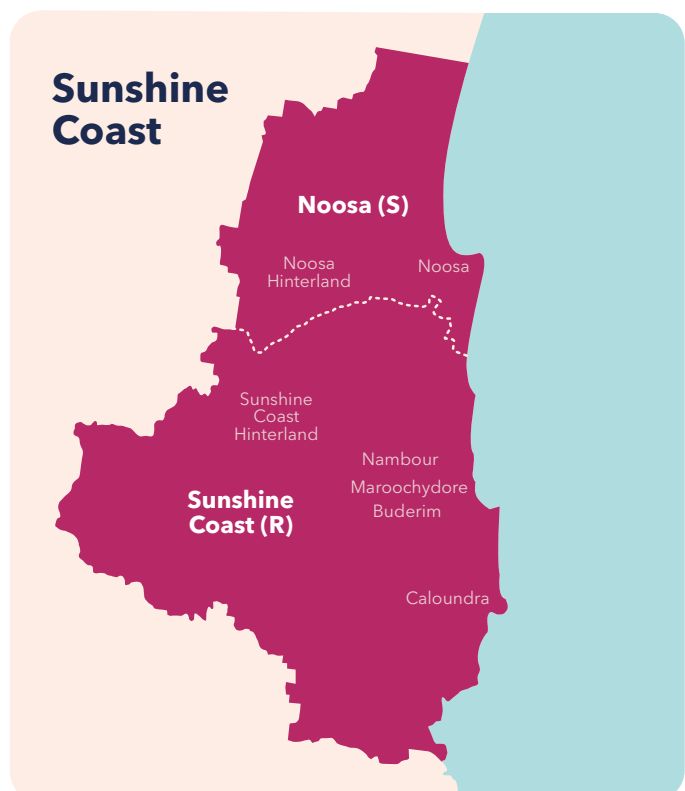 Sunshine
Coast
Noosa (S)
Noosa
Hinterland
Noosa
Sunshine
Coast
Hinterland
Nambour
Maroochydore
Buderim
Sunshine
Coast (R)
Caloundra